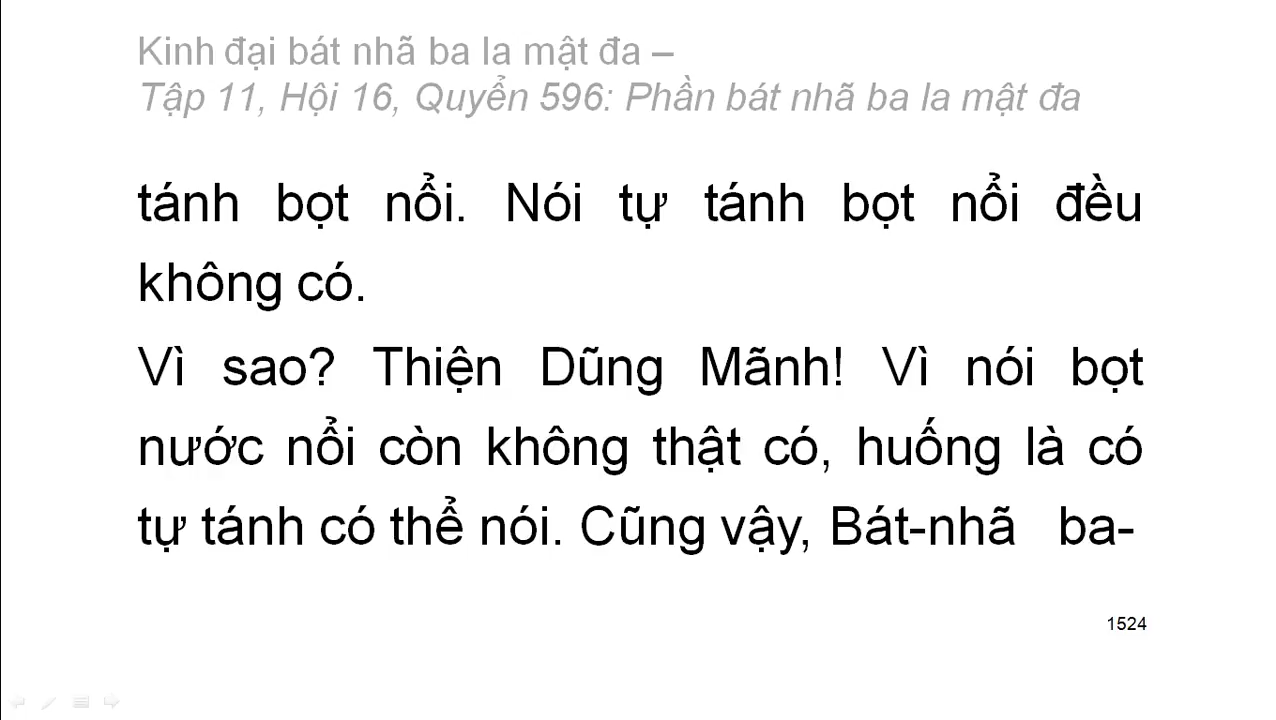 Kinh đại bát nhã ba la mật đa –
Tập 11, Hội 16, Quyển 596: Phần bát nhã ba la mật đa
tánh bọt nổi. Nói tự tánh bọt nổi đều
không có.
Vì sao? Thiện Dũng Mãnh! Vì nói bọt
nước nổi còn không thật có, huống là có
tự tánh có thể nói. Cũng vậy, Bát-nhã ba-
1524